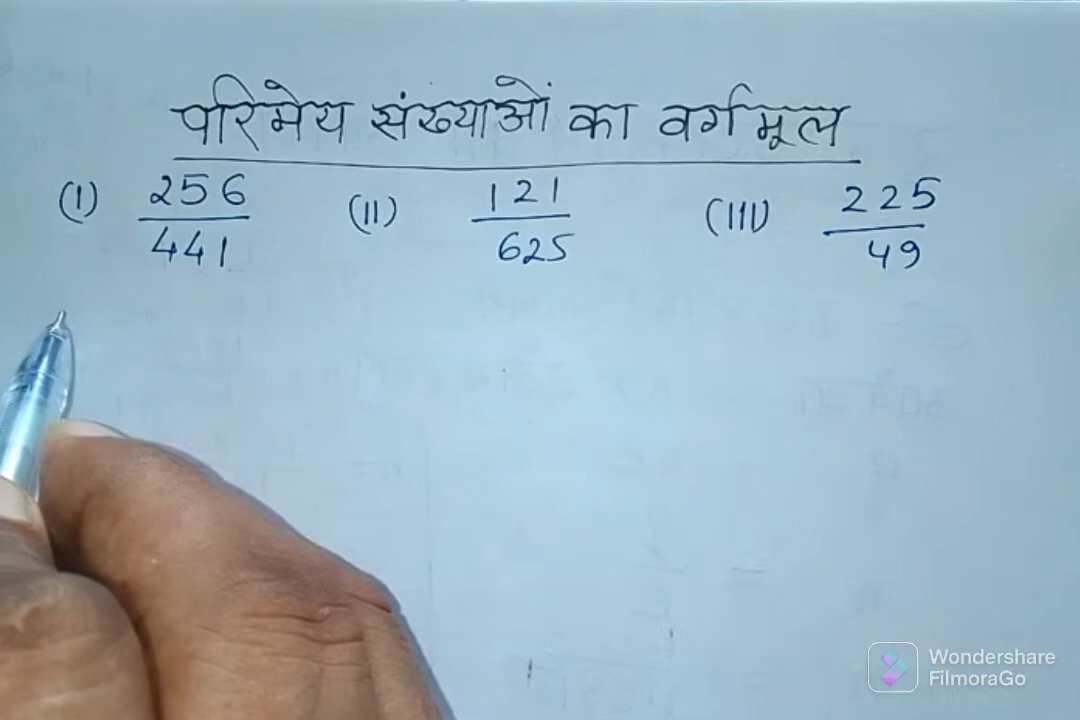 परिमेय संख्याओं का वर्गमूल
(I) 256/441 (II) 121/625 (III) 225/49
Wondershare
FilmoraGo